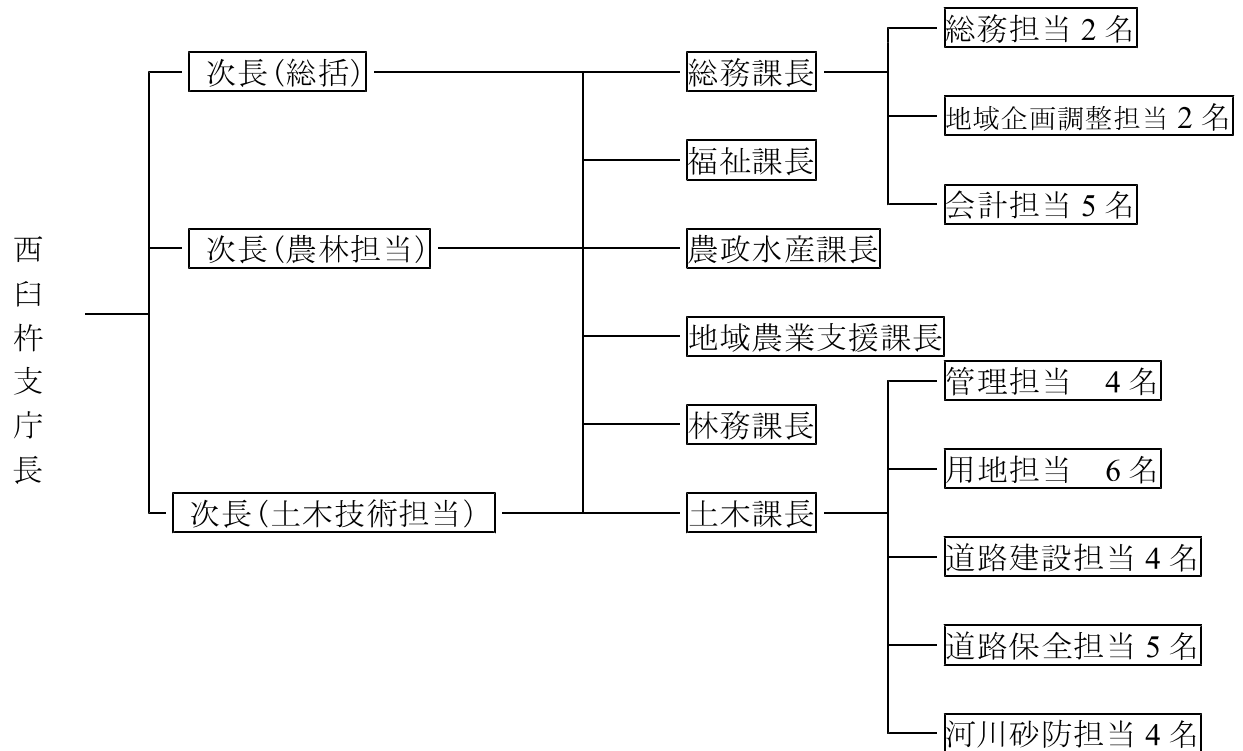 西臼杵支庁長
次長(総括)
次長(農林担当)
次長(土木技術担当)
総務課長
福祉課長
農政水産課長
地域農業支援課長
林務課長
土木課長
総務担当 2 名
地域企画調整担当 2 名
会計担当 5 名
管理担当　4 名
用地担当　6 名
道路建設担当 4 名
道路保全担当 5 名
河川砂防担当 4 名